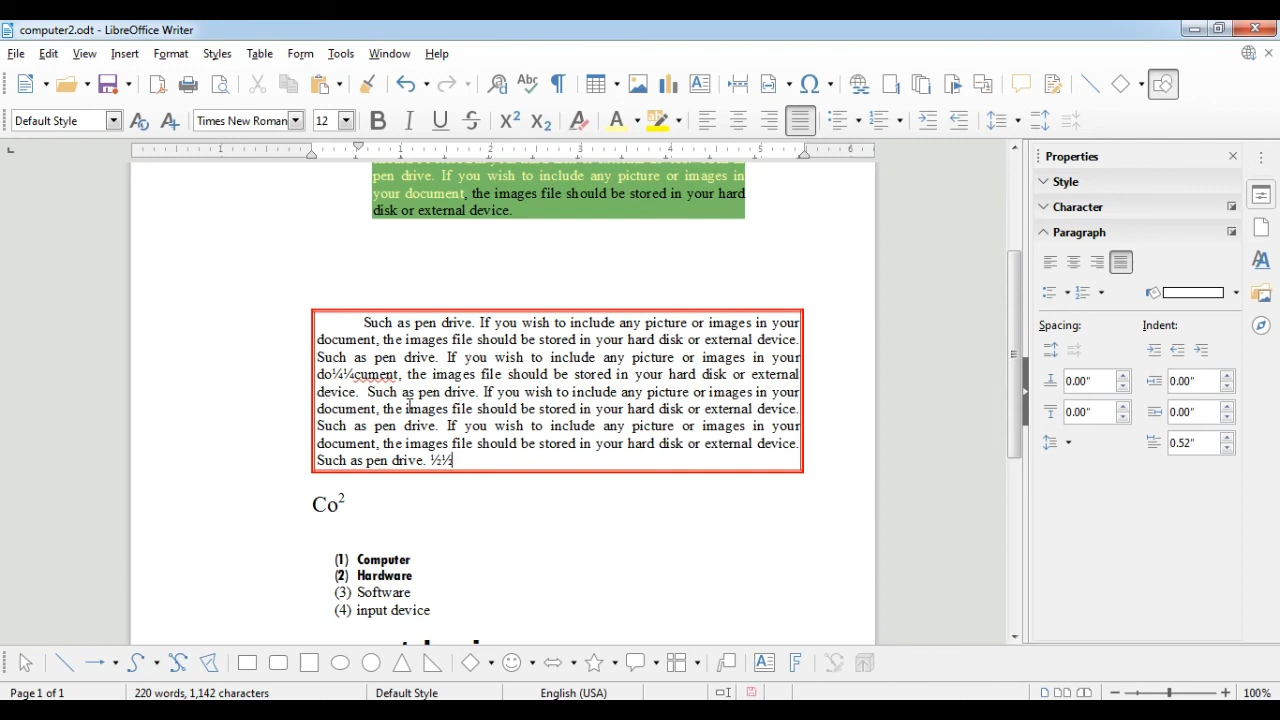 computer2.odt - LibreOffice Writer
File Edit View Insert Format Styles Table Form Tools Window Help
Default Style Times New Roman 12
1 1 2 3 4 5 6
pen drive. If you wish to include any picture or images in
your document, the images file should be stored in your hard
disk or external device.
Such as pen drive. If you wish to include any picture or images in your
document, the images file should be stored in your hard disk or external device.
Such as pen drive. If you wish to include any picture or images in your
do¼¼cument, the images file should be stored in your hard disk or external
device. Such as pen drive. If you wish to include any picture or images in your
document, the images file should be stored in your hard disk or external device.
Such as pen drive. If you wish to include any picture or images in your
document, the images file should be stored in your hard disk or external device.
Such as pen drive. ½½
Co²
(1) Computer
(2) Hardware
(3) Software
(4) input device
Properties
Style
Character
Paragraph
Spacing: Indent:
0.00" 0.00"
0.00" 0.00"
0.52"
Page 1 of 1 220 words, 1,142 characters Default Style English (USA) 100%